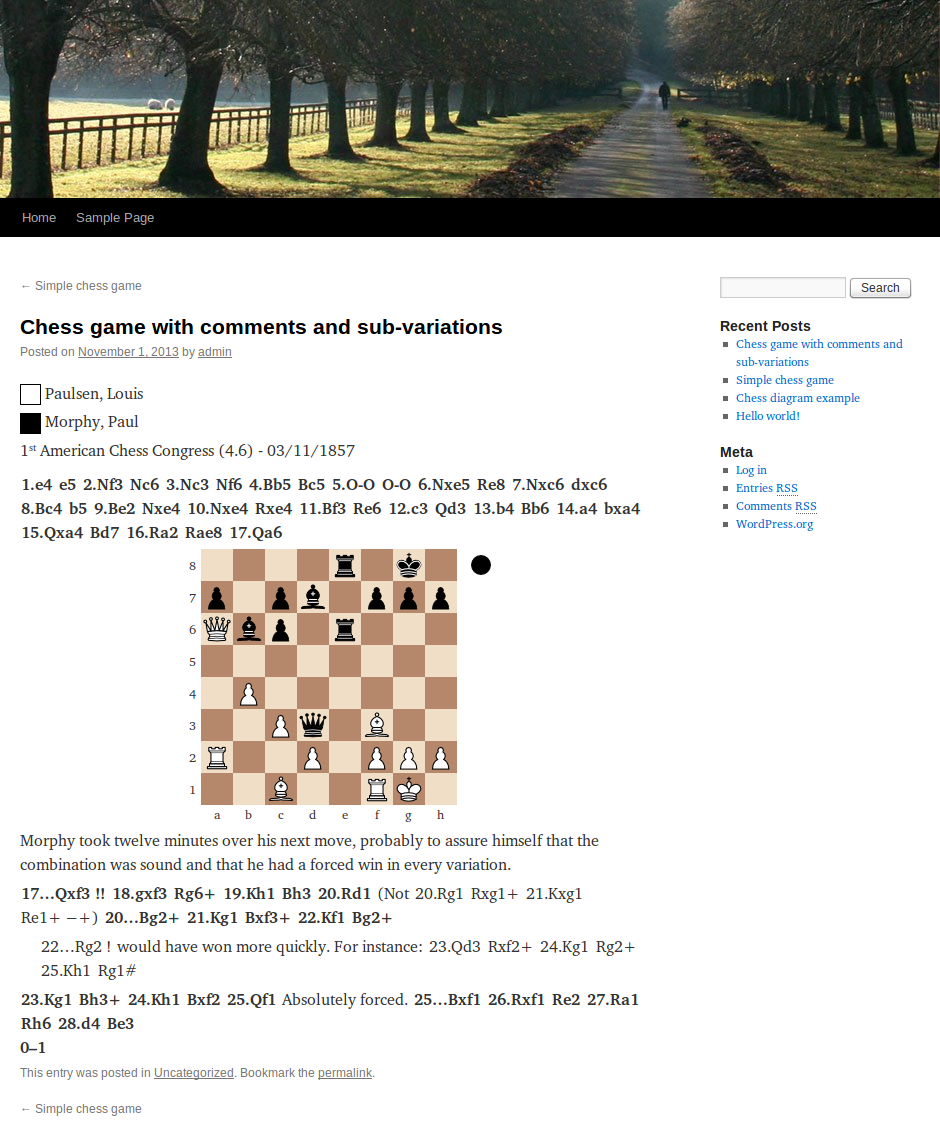 Home Sample Page
← Simple chess game
Chess game with comments and sub-variations
Posted on November 1, 2013 by admin
Paulsen, Louis
Morphy, Paul
1st American Chess Congress (4.6) - 03/11/1857
1.e4 e5 2.Nf3 Nc6 3.Nc3 Nf6 4.Bb5 Bc5 5.O-O O-O 6.Nxe5 Re8 7.Nxc6 dxc6
8.Bc4 b5 9.Be2 Nxe4 10.Nxe4 Rxe4 11.Bf3 Re6 12.c3 Qd3 13.b4 Bb6 14.a4 bxa4
15.Qxa4 Bd7 16.Ra2 Rae8 17.Qa6
8
7
6
5
4
3
2
1
a b c d e f g h
Morphy took twelve minutes over his next move, probably to assure himself that the
combination was sound and that he had a forced win in every variation.
17…Qxf3 !! 18.gxf3 Rg6+ 19.Kh1 Bh3 20.Rd1 (Not 20.Rg1 Rxg1+ 21.Kxg1
Re1+ −+) 20…Bg2+ 21.Kg1 Bxf3+ 22.Kf1 Bg2+
22…Rg2 ! would have won more quickly. For instance: 23.Qd3 Rxf2+ 24.Kg1 Rg2+
25.Kh1 Rg1#
23.Kg1 Bh3+ 24.Kh1 Bxf2 25.Qf1 Absolutely forced. 25…Bxf1 26.Rxf1 Re2 27.Ra1
Rh6 28.d4 Be3
0–1
This entry was posted in Uncategorized. Bookmark the permalink.
← Simple chess game
Search
Recent Posts
Chess game with comments and
sub-variations
Simple chess game
Chess diagram example
Hello world!
Meta
Log in
Entries RSS
Comments RSS
WordPress.org